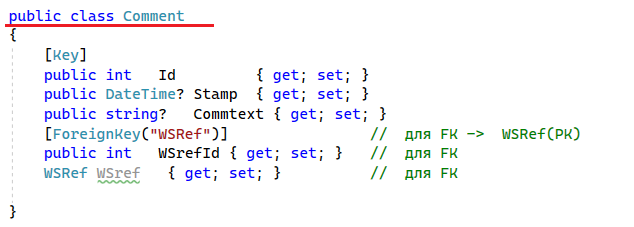 public class Comment
{
[Key]
public int Id { get; set; }
public DateTime? Stamp { get; set; }
public string? Commtext { get; set; }
[ForeignKey("WSRef")] // для FK -> WSRef(PK)
public int WSrefId { get; set; } // для FK
WSRef WSref { get; set; } // для FK
}